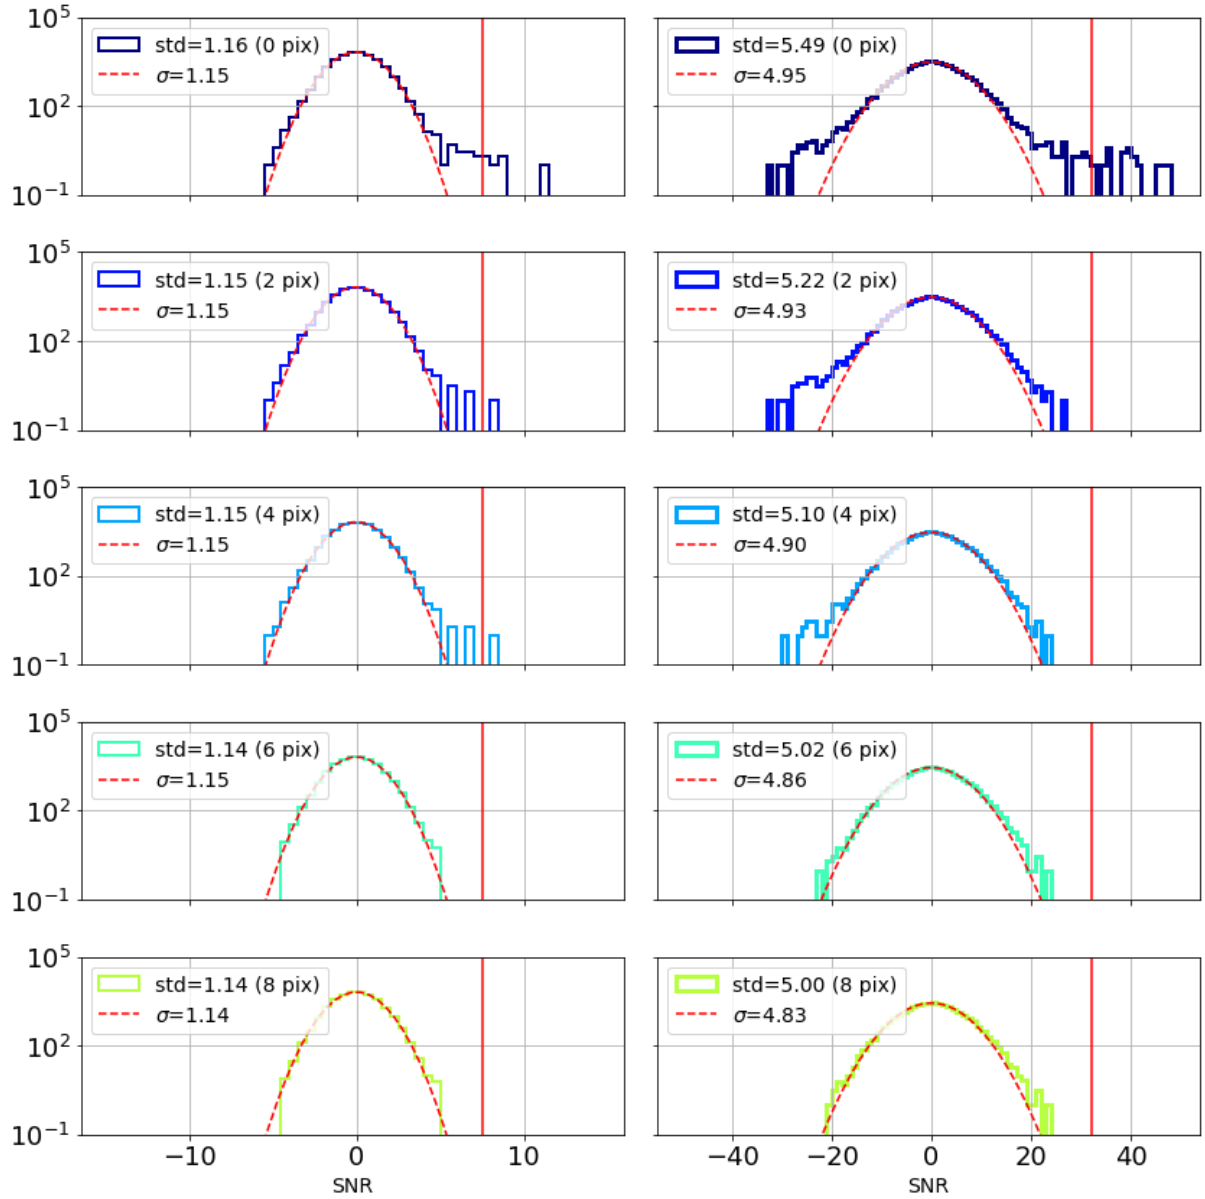 10^5
10^2
10^-1
std=1.16 (0 pix)
σ=1.15
std=5.49 (0 pix)
σ=4.95
10^5
10^2
10^-1
std=1.15 (2 pix)
σ=1.15
std=5.22 (2 pix)
σ=4.93
10^5
10^2
10^-1
std=1.15 (4 pix)
σ=1.15
std=5.10 (4 pix)
σ=4.90
10^5
10^2
10^-1
std=1.14 (6 pix)
σ=1.15
std=5.02 (6 pix)
σ=4.86
10^5
10^2
10^-1
std=1.14 (8 pix)
σ=1.14
std=5.00 (8 pix)
σ=4.83
−10 0 10
SNR
−40 −20 0 20 40
SNR